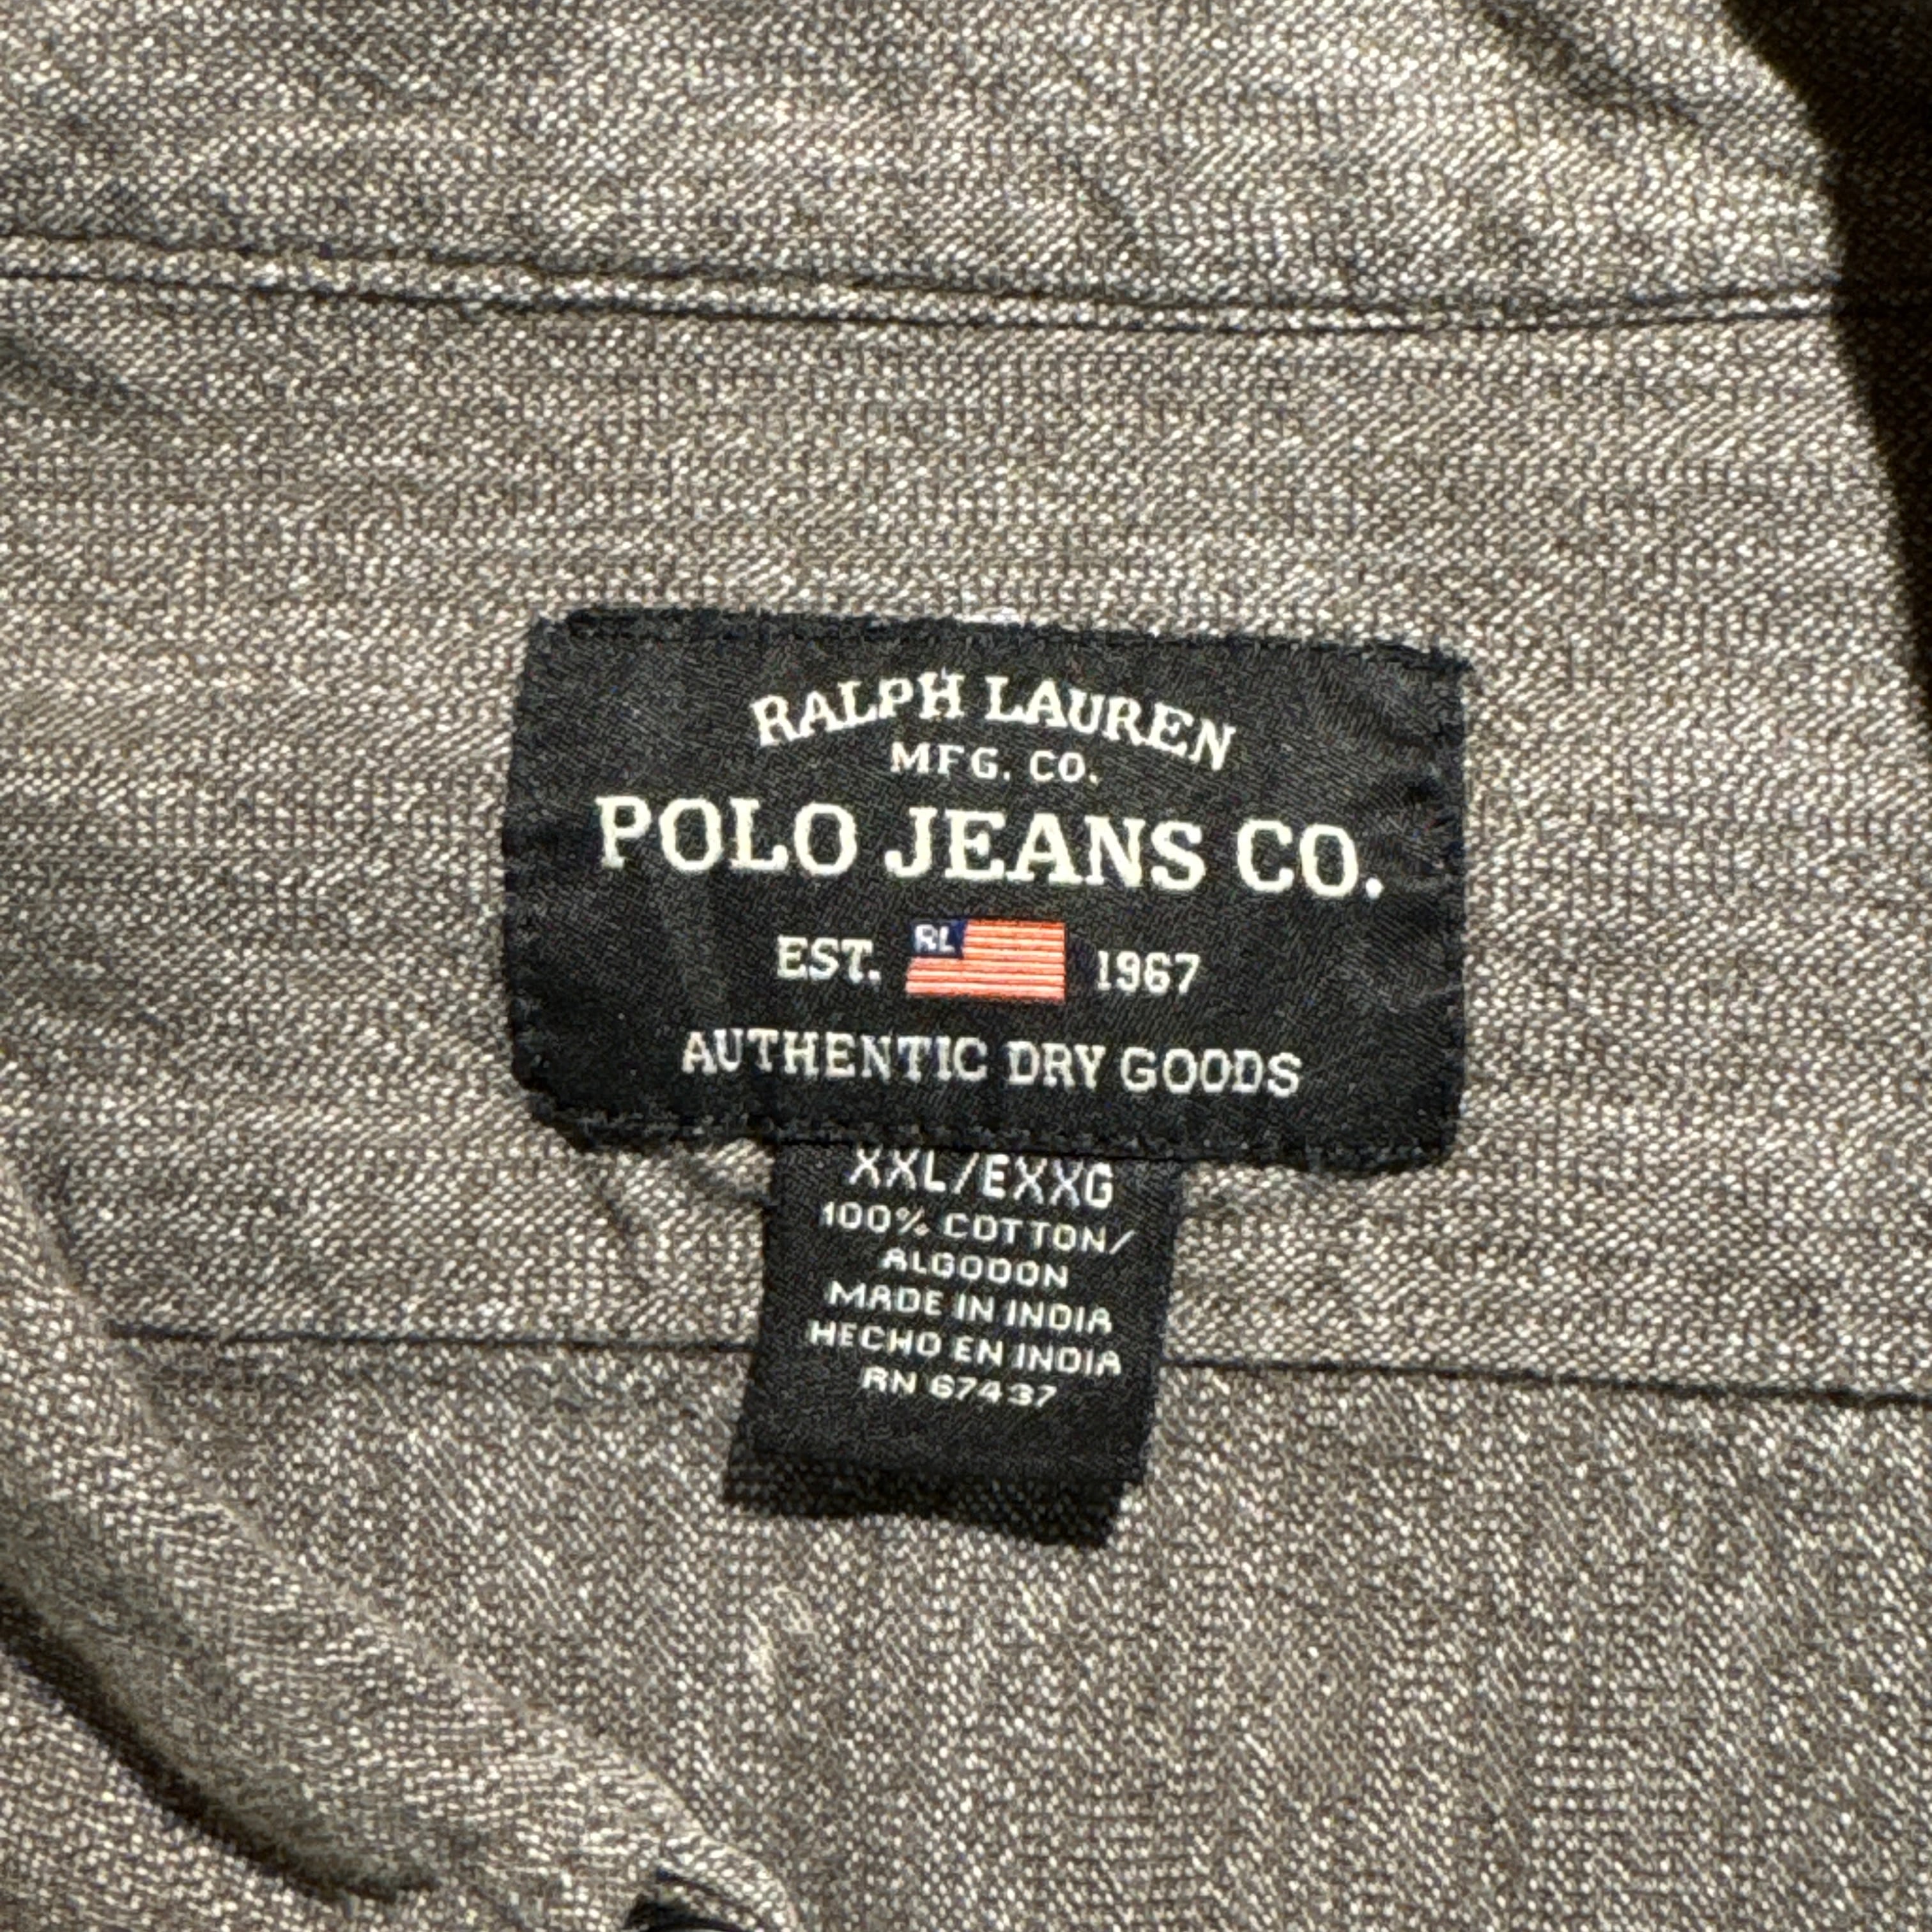 RALPH LAUREN
MFG. CO.
POLO JEANS CO.
EST. RL 1967
AUTHENTIC DRY GOODS
XXL/EXXG
100% COTTON/
ALGODON
MADE IN INDIA
HECHO EN INDIA
RN 67437